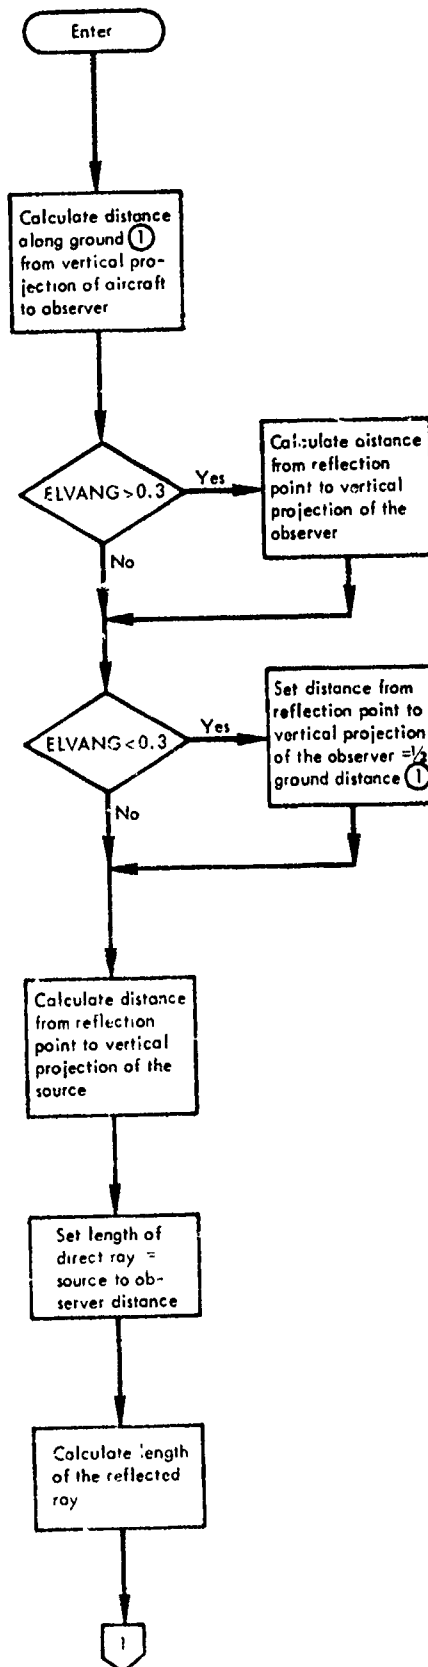 Enter
Calculate distance
along ground ①
from vertical pro-
jection of aircraft
to observer
ELVANG>0.3
Yes
No
Calculate distance
from reflection
point to vertical
projection of the
observer
ELVANG<0.3
Yes
No
Set distance from
reflection point to
vertical projection
of the observer =½
ground distance ①
Calculate distance
from reflection
point to vertical
projection of the
source
Set length of
direct ray =
source to ob-
server distance
Calculate length
of the reflected
ray
1